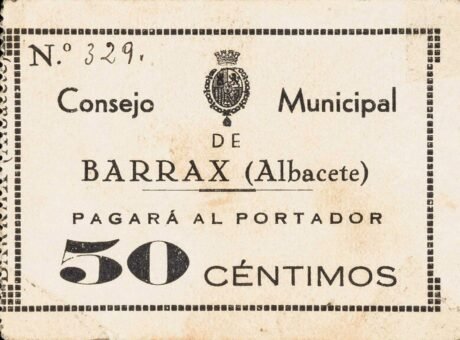 N.º 329.
Consejo Municipal
DE
BARRAX (Albacete)
PAGARÁ AL PORTADOR
50 CÉNTIMOS